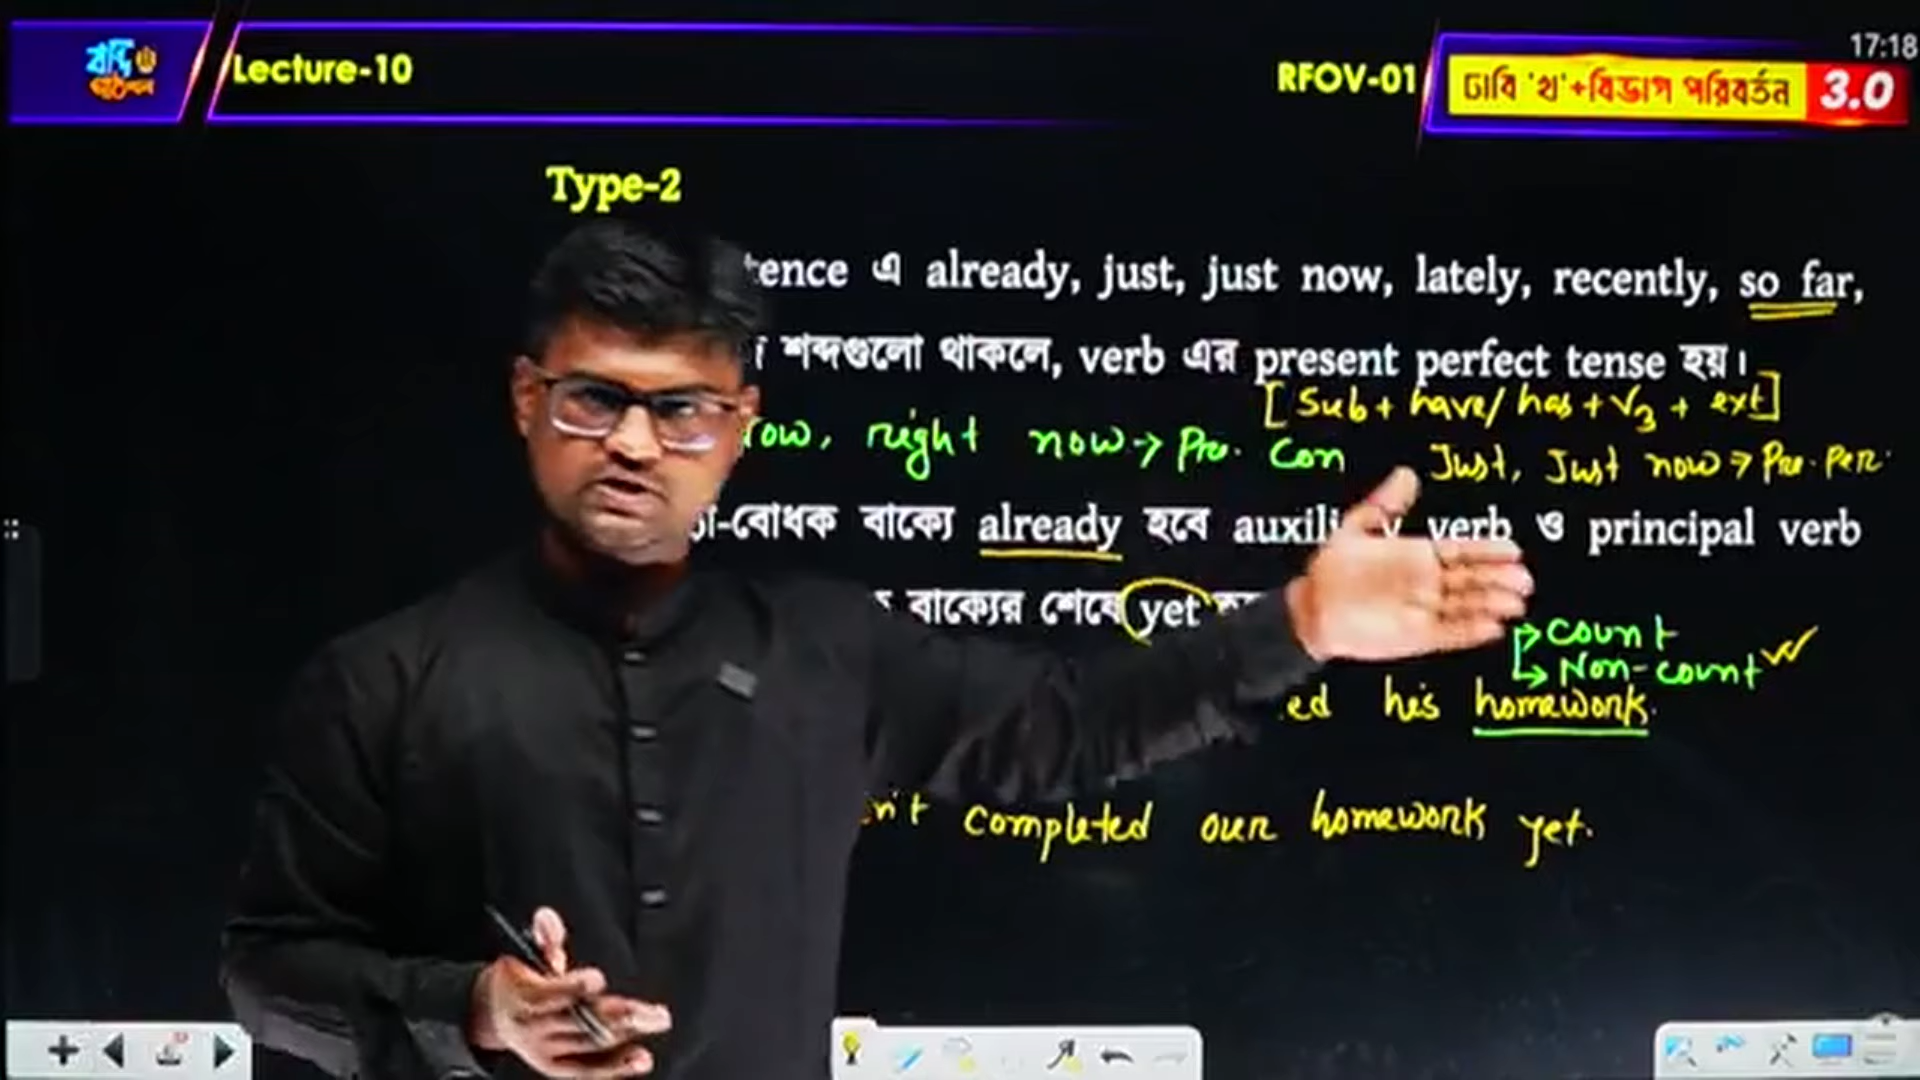 Lecture-10
RFOV-01
17:18
ঢাবি 'খ'+বিভাগ পরিবর্তন 3.0
Type-2
tence এ already, just, just now, lately, recently, so far,
শব্দগুলো থাকলে, verb এর present perfect tense হয়।
[Sub + have/ has + V3 + ext]
right now → Pre. Con
Just, Just now → Pre. Per.
-বোধক বাক্যে already হবে verb ও principal verb
বাক্যের শেষে yet
→ count
→ Non-count
ed his homework.
n't completed our homework yet.